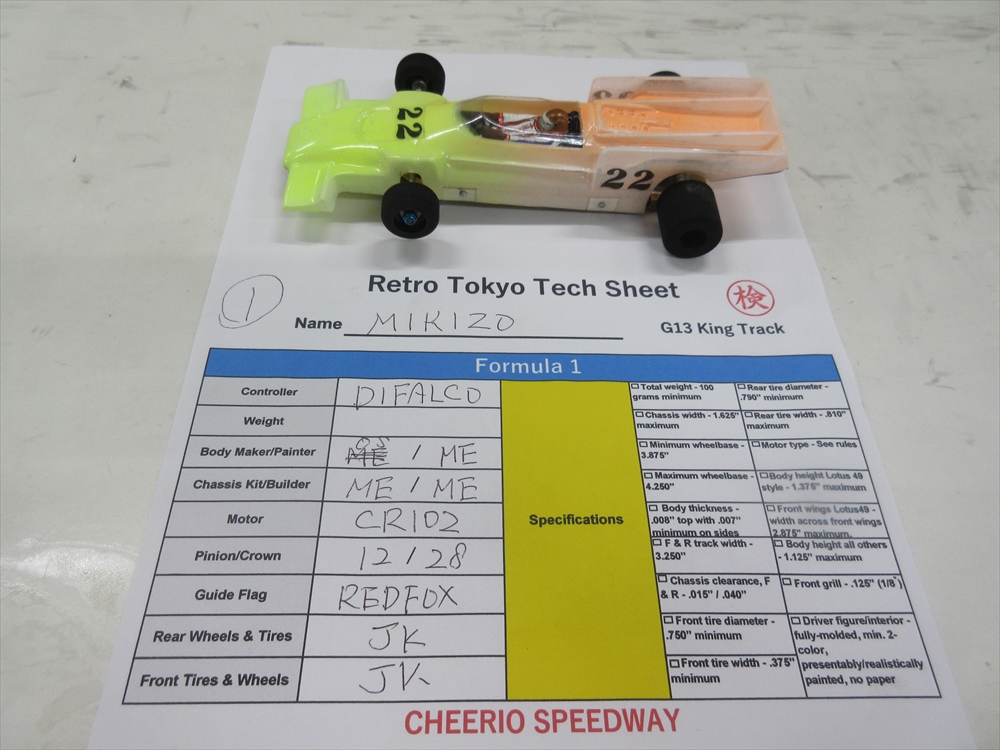 22
22
Retro Tokyo Tech Sheet
検
1
Name MIKIZO
G13 King Track
Formula 1
Controller DIFALCO
Weight
Body Maker/Painter OS / ME
Chassis Kit/Builder ME / ME
Motor CR102
Pinion/Crown 12 / 28
Guide Flag REDFOX
Rear Wheels & Tires JK
Front Tires & Wheels JK
Specifications
Total weight - 100
grams minimum
Rear tire diameter -
.790" minimum
Chassis width - 1.625"
maximum
Rear tire width - .810"
maximum
Minimum wheelbase -
3.875"
Motor type - See rules
Maximum wheelbase -
4.250"
Body height Lotus 49
style - 1.375" maximum
Body thickness -
.008" top with .007"
minimum on sides
Front wings Lotus49 -
width across front wings
2.875" maximum.
F & R track width -
3.250"
Body height all others
- 1.125" maximum
Chassis clearance, F
& R - .015" / .040"
Front grill - .125" (1/8")
Front tire diameter -
.750" minimum
Driver figure/interior -
fully-molded, min. 2-
color,
presentably/realistically
painted, no paper
Front tire width - .375"
minimum
CHEERIO SPEEDWAY